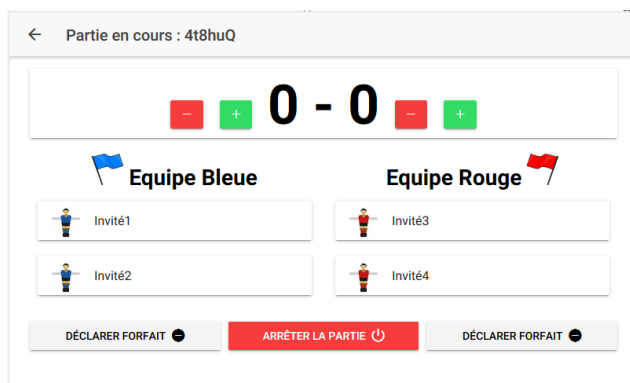 Partie en cours : 4t8huQ
- + 0 - 0 - +
Equipe Bleue
Equipe Rouge
Invité1
Invité3
Invité2
Invité4
DÉCLARER FORFAIT
ARRÊTER LA PARTIE
DÉCLARER FORFAIT